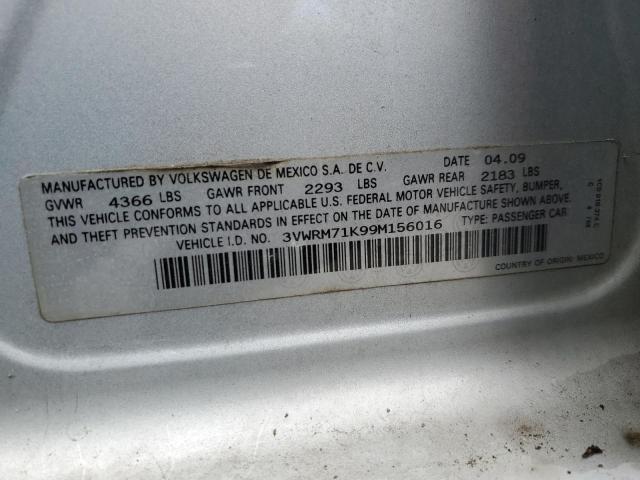 MANUFACTURED BY VOLKSWAGEN DE MEXICO S.A. DE C.V. DATE 04.09
GVWR 4366 LBS GAWR FRONT 2293 LBS GAWR REAR 2183 LBS
THIS VEHICLE CONFORMS TO ALL APPLICABLE U.S. FEDERAL MOTOR VEHICLE SAFETY, BUMPER,
AND THEFT PREVENTION STANDARDS IN EFFECT ON THE DATE OF MANUFACTURE SHOWN ABOVE.
VEHICLE I.D. NO. 3VWRM71K99M156016 TYPE: PASSENGER CAR
COUNTRY OF ORIGIN: MEXICO